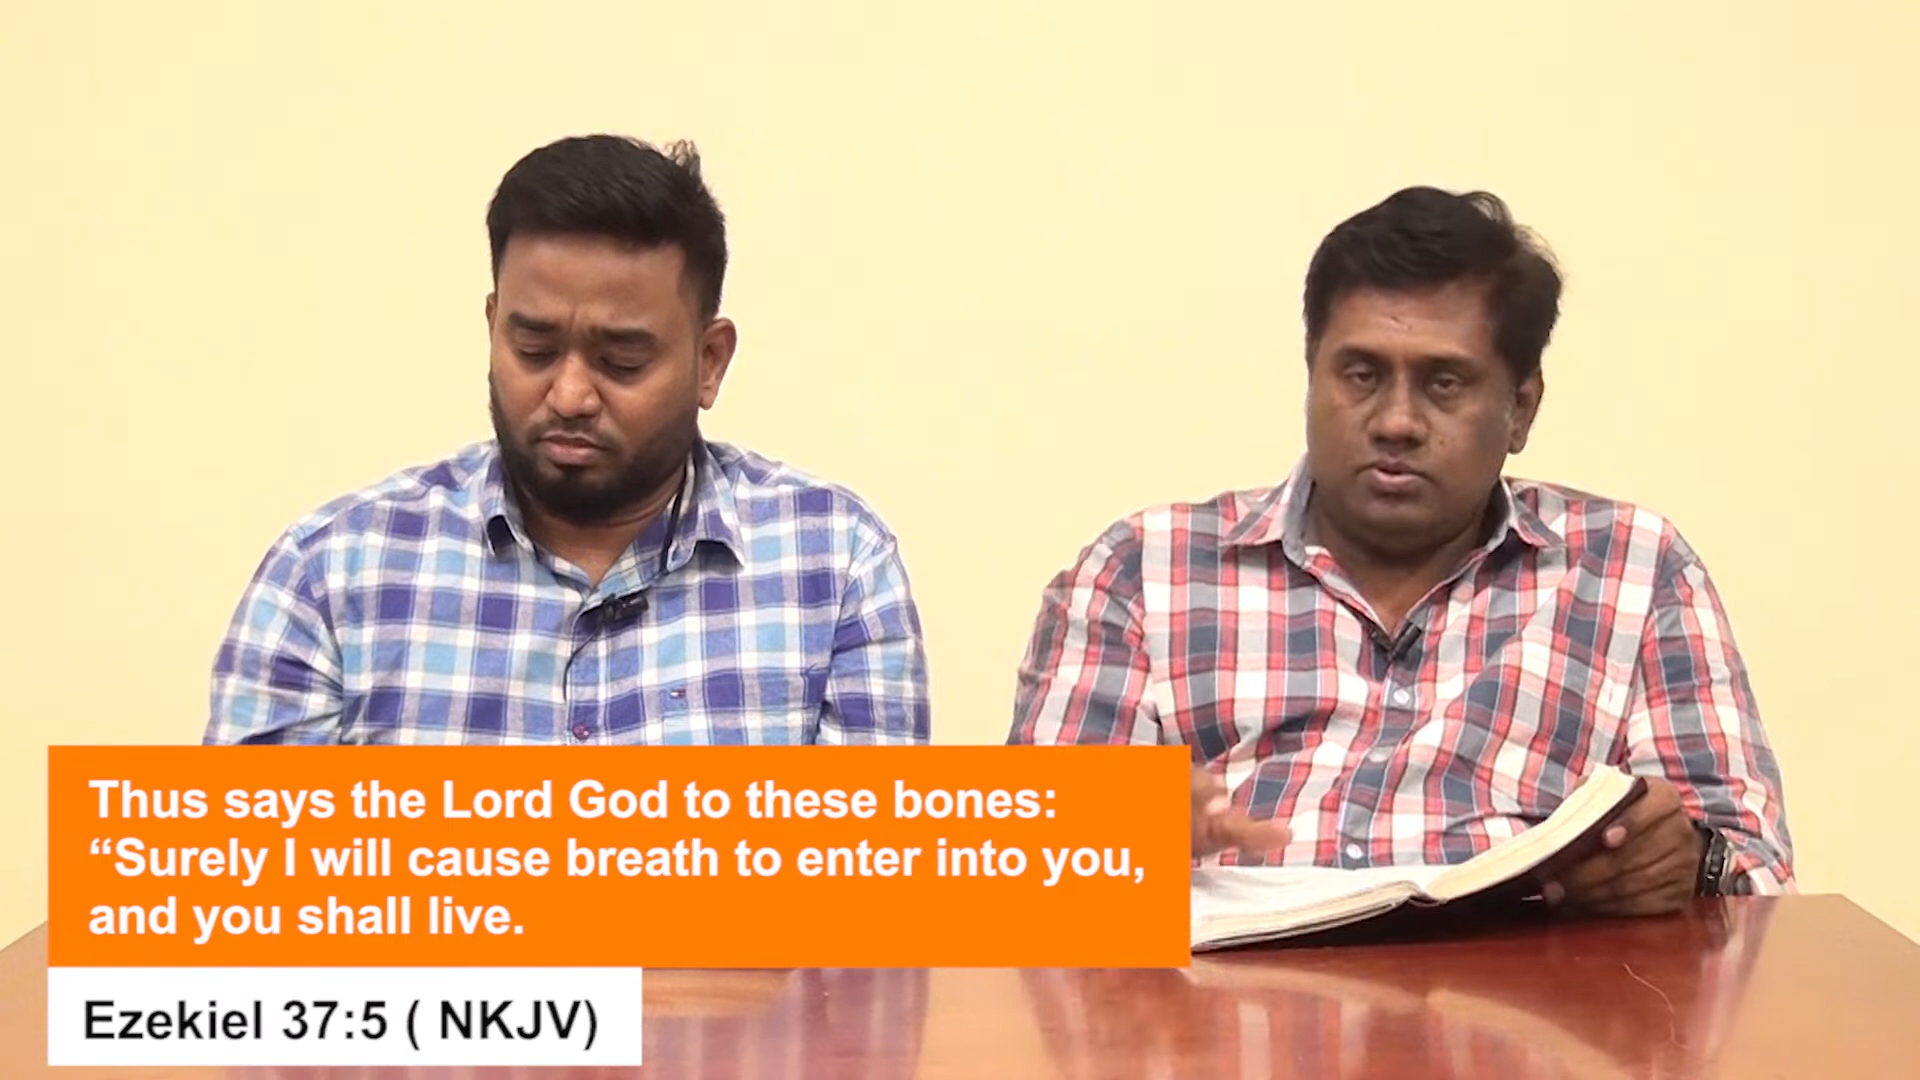 Thus says the Lord God to these bones:
“Surely I will cause breath to enter into you,
and you shall live.
Ezekiel 37:5 ( NKJV)